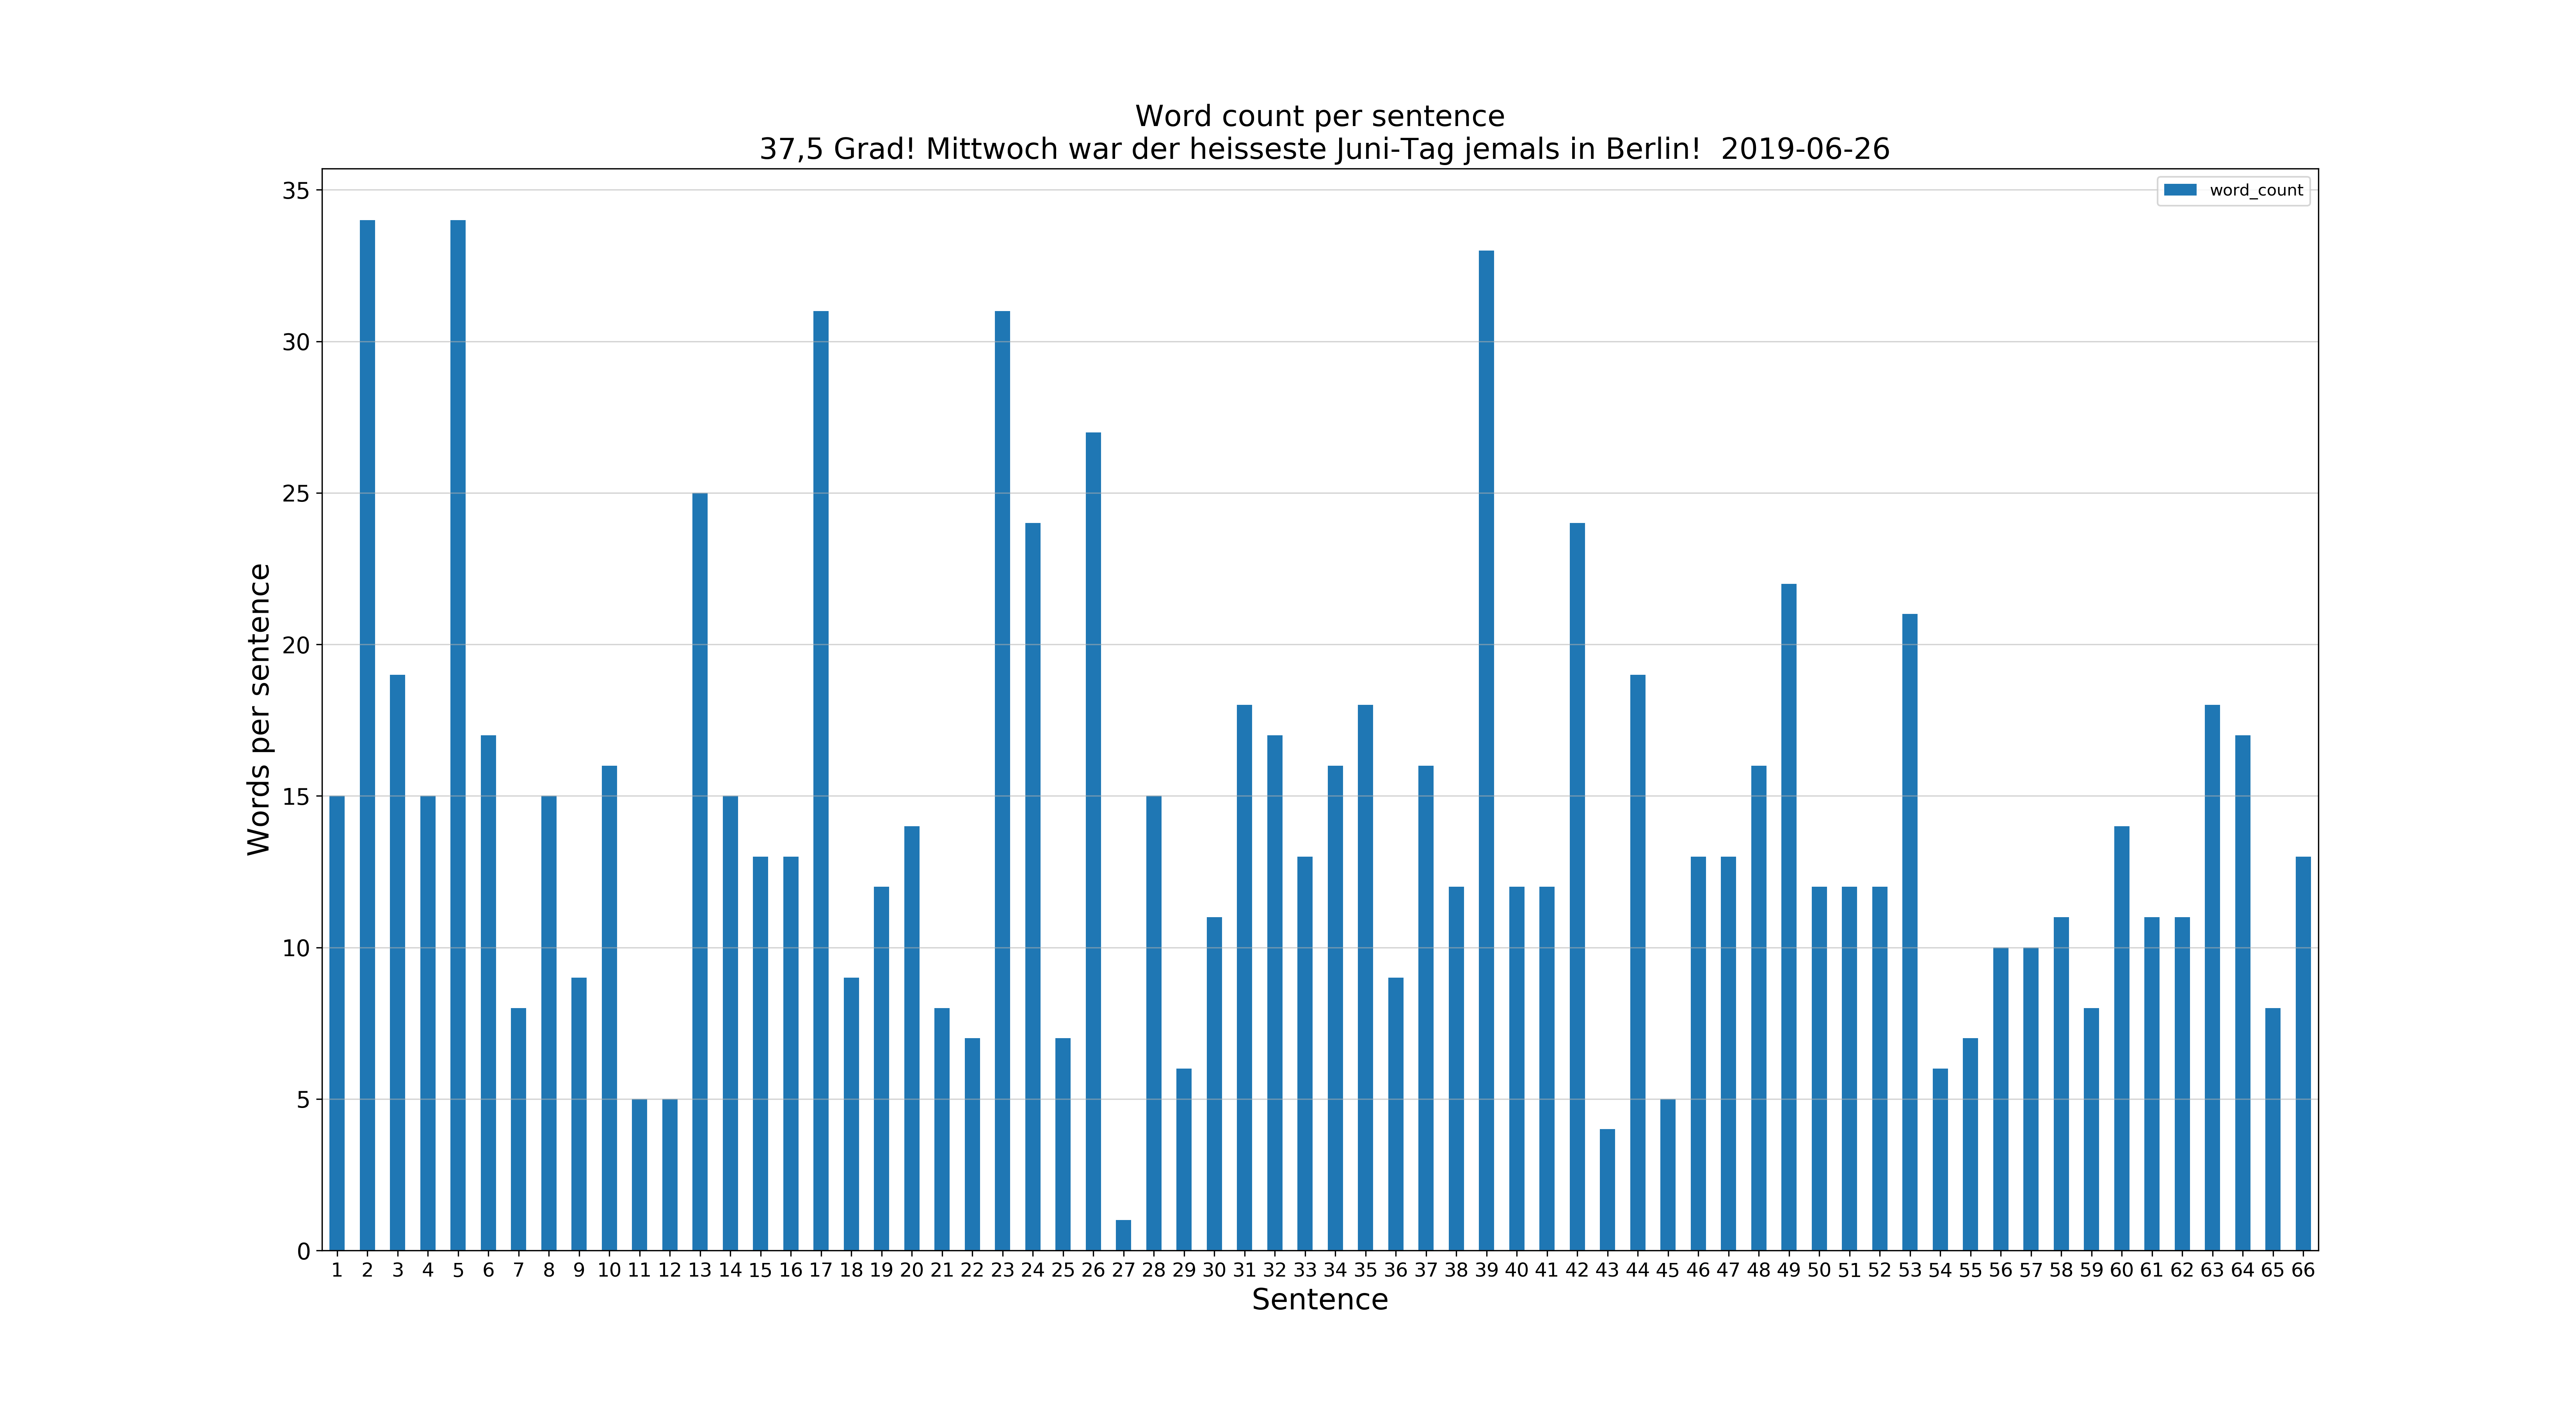 Word count per sentence
37,5 Grad! Mittwoch war der heisseste Juni-Tag jemals in Berlin!  2019-06-26
word_count
35
30
25
20
15
10
5
0
Words per sentence
1 2 3 4 5 6 7 8 9 10 11 12 13 14 15 16 17 18 19 20 21 22 23 24 25 26 27 28 29 30 31 32 33 34 35 36 37 38 39 40 41 42 43 44 45 46 47 48 49 50 51 52 53 54 55 56 57 58 59 60 61 62 63 64 65 66
Sentence